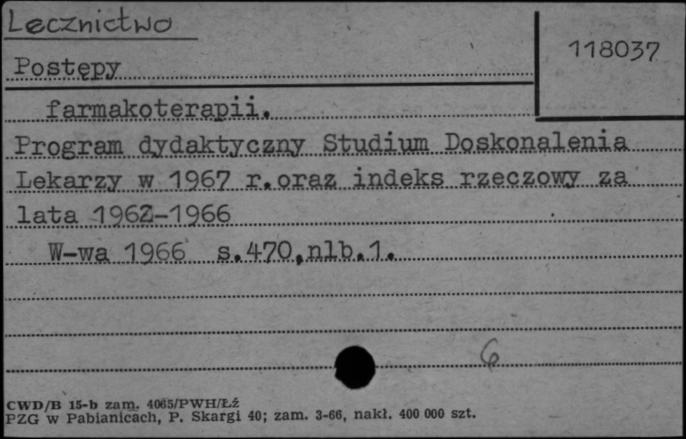 Lecznictwo
118037
Postępy
farmakoterapii.
Program dydaktyczny Studium Doskonalenia
Lekarzy w 1967 r.oraz indeks rzeczowy za
lata 1962-1966
W-wa 1966 s.470,nlb.1.
6
CWD/B 15-b zam. 4065/PWH/Łź
PZG w Pabianicach, P. Skargi 40; zam. 3-66, nakł. 400 000 szt.